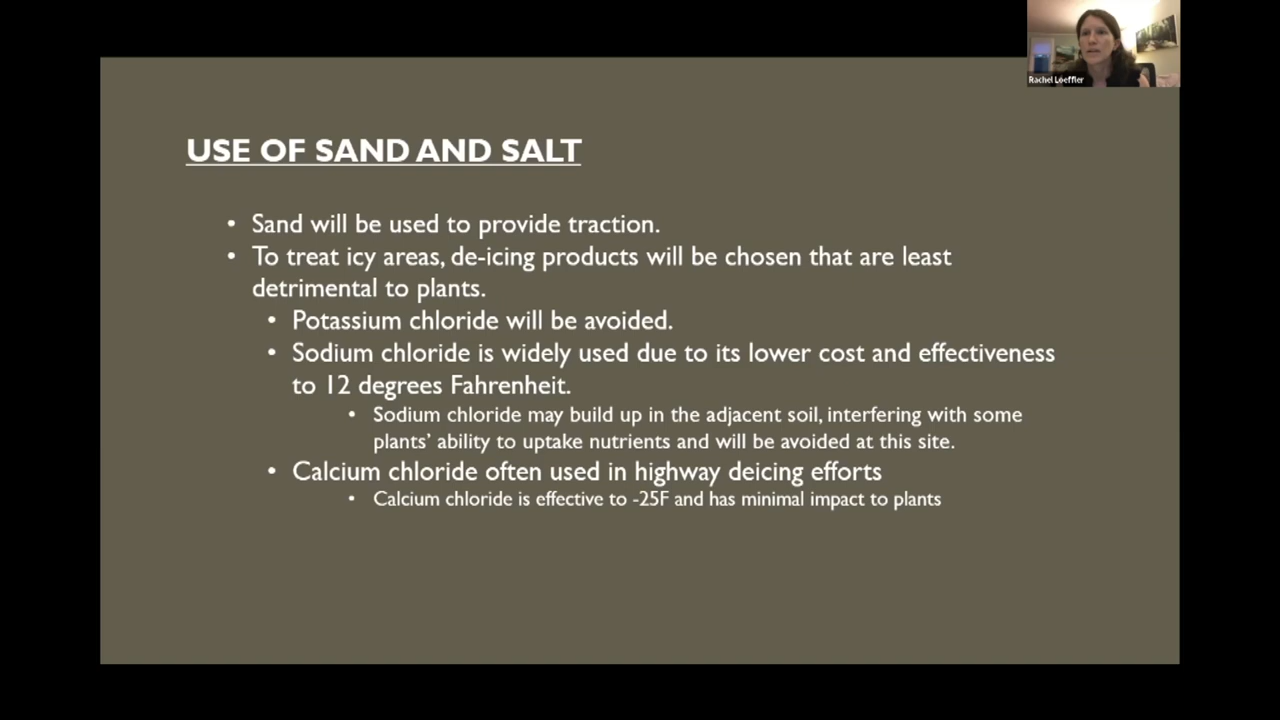 Rachel Loeffler
USE OF SAND AND SALT
• Sand will be used to provide traction.
• To treat icy areas, de-icing products will be chosen that are least
detrimental to plants.
• Potassium chloride will be avoided.
• Sodium chloride is widely used due to its lower cost and effectiveness
to 12 degrees Fahrenheit.
• Sodium chloride may build up in the adjacent soil, interfering with some
plants’ ability to uptake nutrients and will be avoided at this site.
• Calcium chloride often used in highway deicing efforts
• Calcium chloride is effective to -25F and has minimal impact to plants